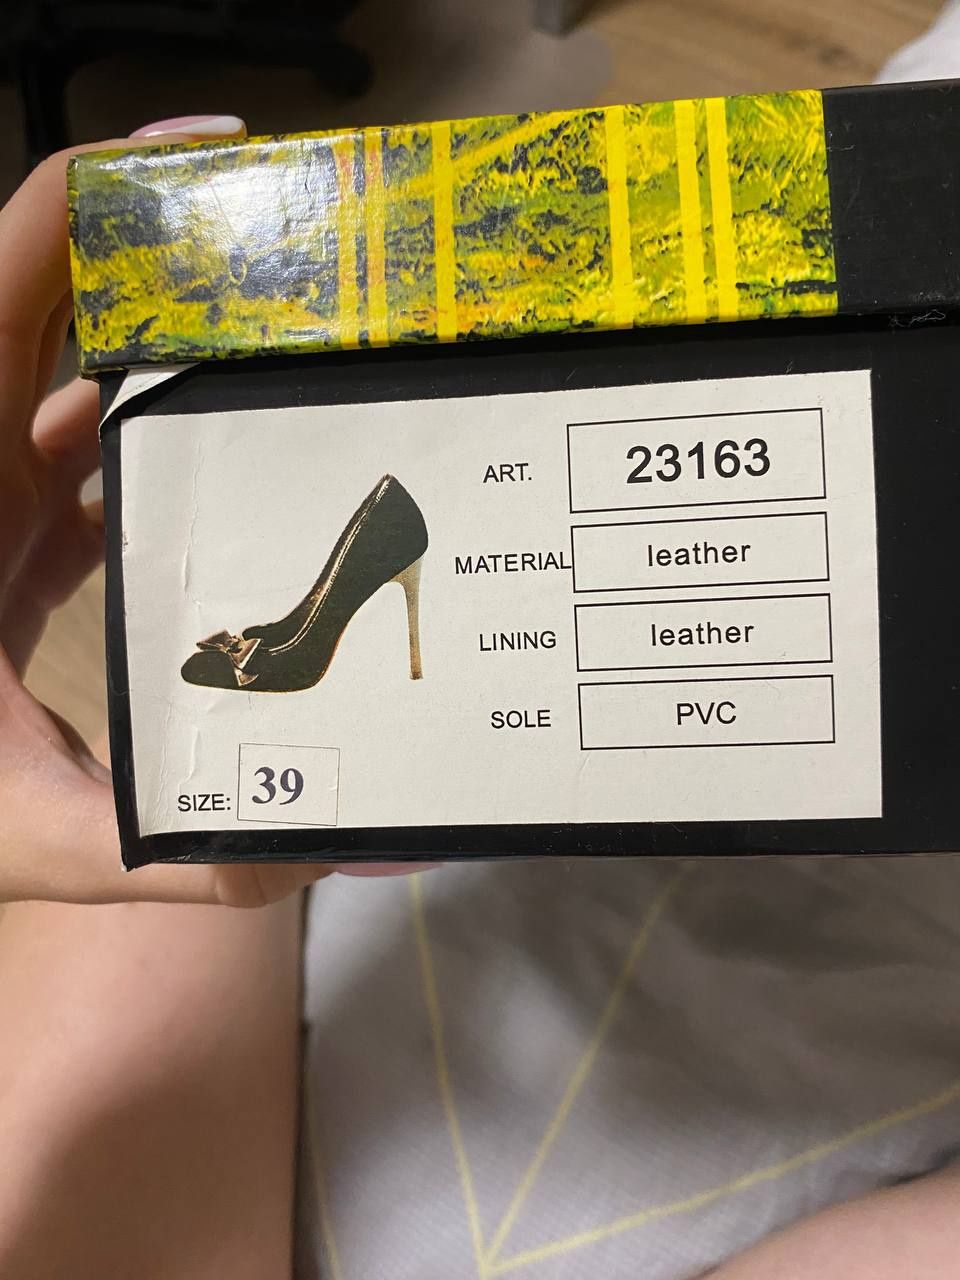 ART. 23163
MATERIAL leather
LINING leather
SOLE PVC
SIZE: 39